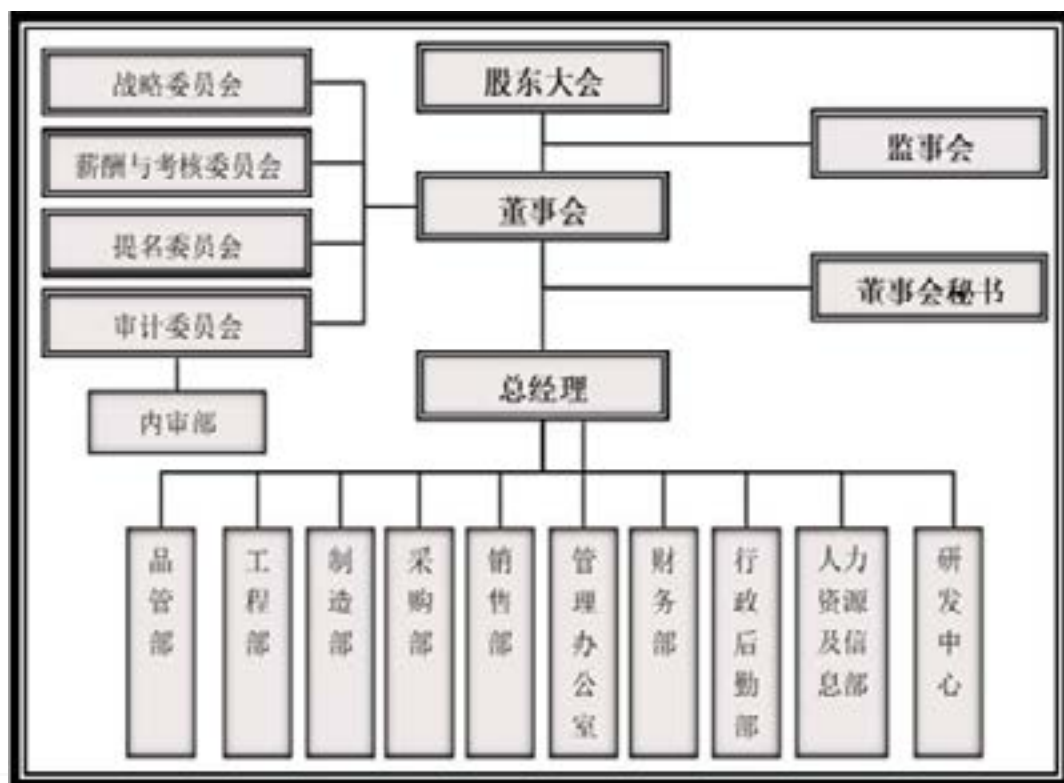 战略委员会
股东大会
薪酬与考核委员会
监事会
董事会
提名委员会
董事会秘书
审计委员会
总经理
内审部
品管部
工程部
制造部
采购部
销售部
管理办公室
财务部
行政后勤部
人力
资源
及信
息部
研发中心